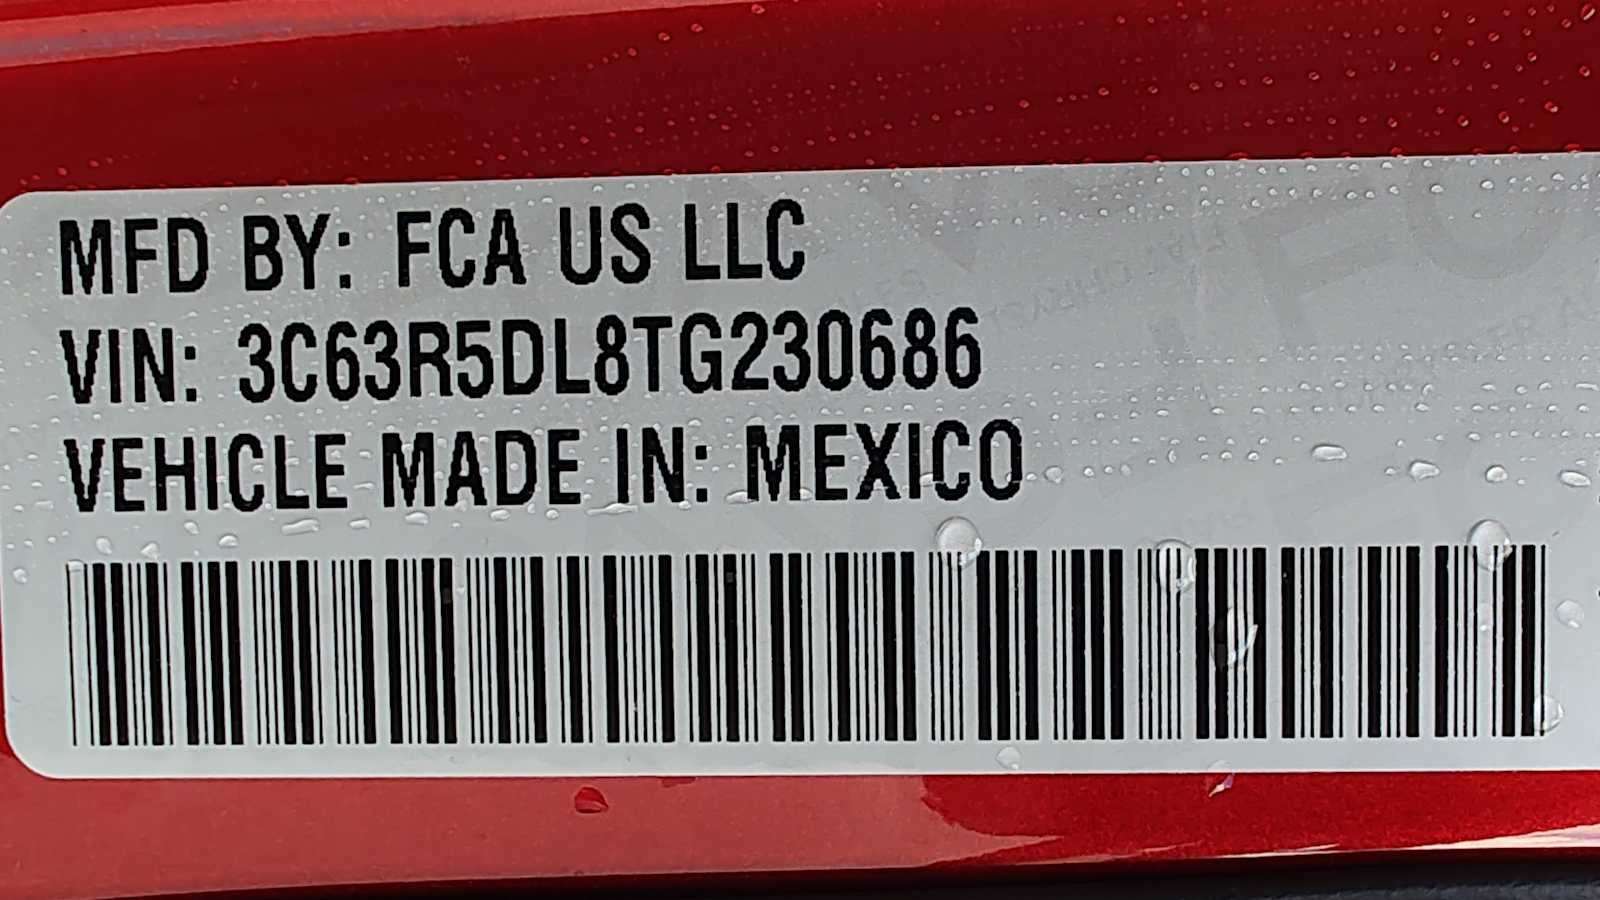 MFD BY: FCA US LLC
VIN: 3C63R5DL8TG230686
VEHICLE MADE IN: MEXICO